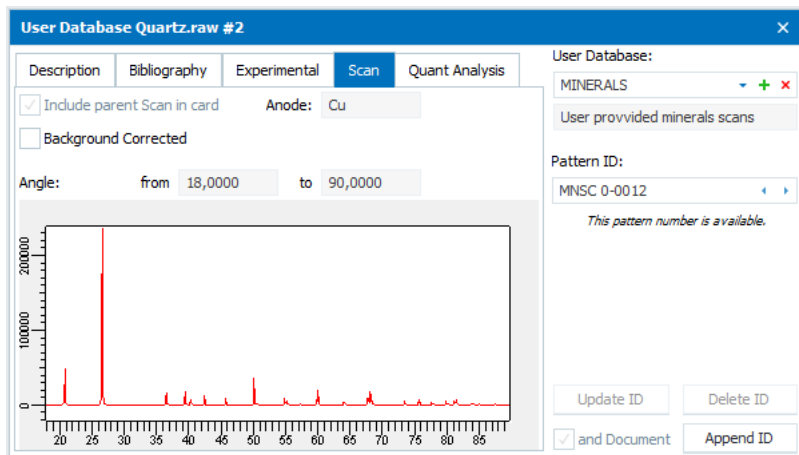 User Database Quartz.raw #2
Description Bibliography Experimental Scan Quant Analysis
Include parent Scan in card Anode: Cu
Background Corrected
Angle: from 18,0000 to 90,0000
200000
100000
0
20 25 30 35 40 45 50 55 60 65 70 75 80 85
User Database:
MINERALS
User provvided minerals scans
Pattern ID:
MNSC 0-0012
This pattern number is available.
Update ID Delete ID
and Document Append ID